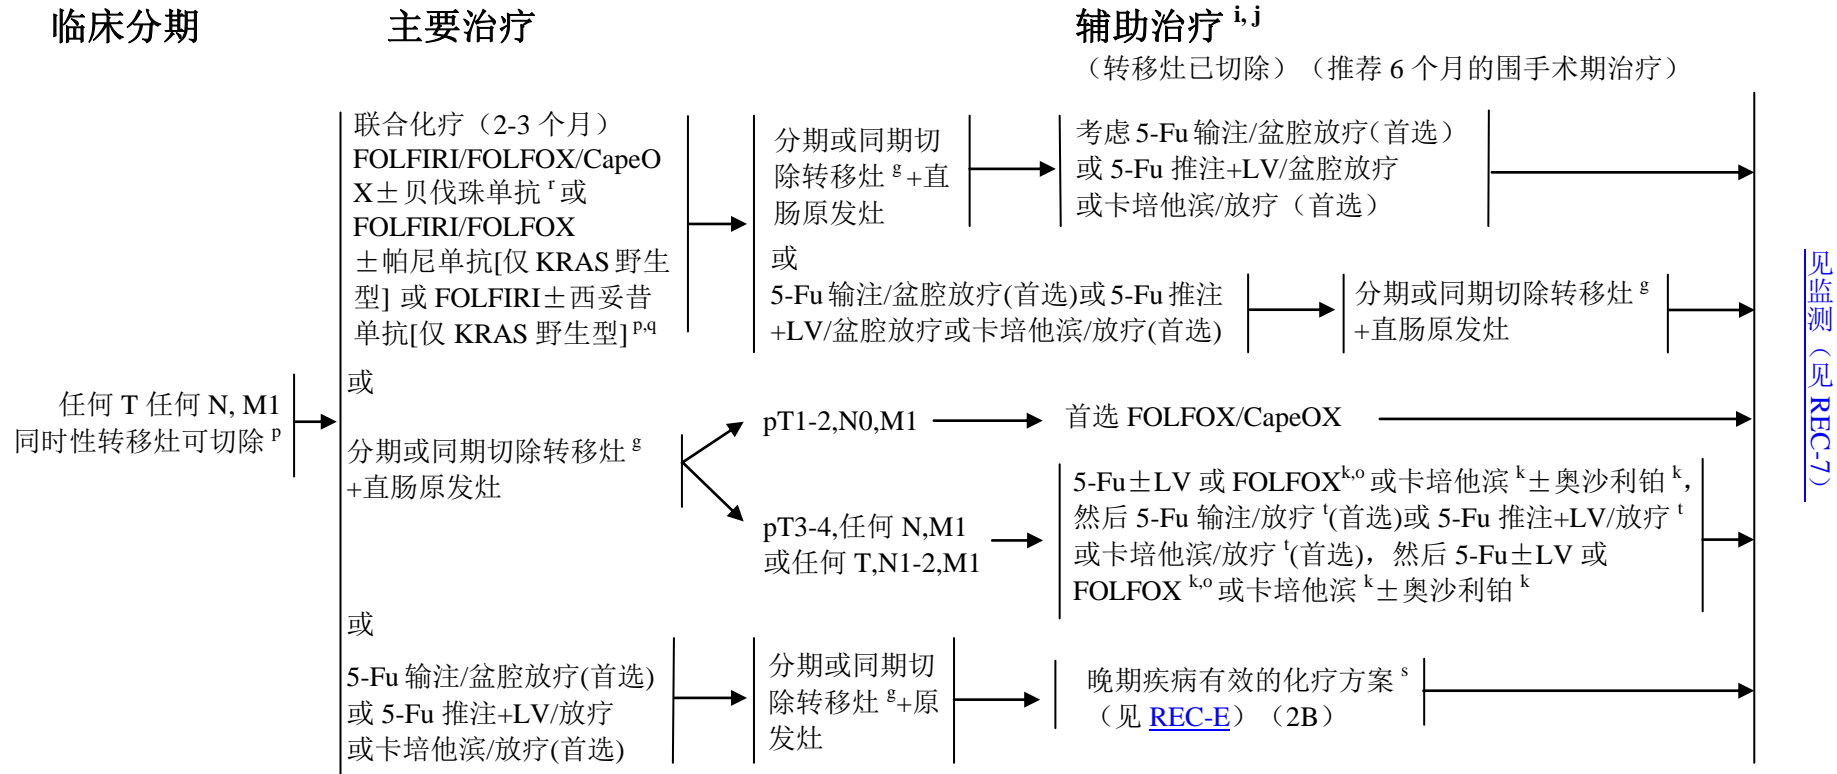 临床分期
主要治疗
辅助治疗 i, j
（转移灶已切除）（推荐 6 个月的围手术期治疗）
任何 T 任何 N, M1
同时性转移灶可切除 p
联合化疗（2-3 个月）
FOLFIRI/FOLFOX/CapeO
X±贝伐珠单抗 r 或
FOLFIRI/FOLFOX
±帕尼单抗[仅 KRAS 野生
型] 或 FOLFIRI±西妥昔
单抗[仅 KRAS 野生型] p,q
分期或同期切
除转移灶 g +直
肠原发灶
考虑 5-Fu 输注/盆腔放疗（首选）
或 5-Fu 推注+LV/盆腔放疗
或卡培他滨/放疗（首选）
或
5-Fu 输注/盆腔放疗(首选)或 5-Fu 推注
+LV/盆腔放疗或卡培他滨/放疗(首选)
分期或同期切除转移灶 g
+直肠原发灶
或
分期或同期切除转移灶 g
+直肠原发灶
pT1-2,N0,M1
首选 FOLFOX/CapeOX
pT3-4,任何 N,M1
或任何 T,N1-2,M1
5-Fu±LV 或 FOLFOX k,o 或卡培他滨 k ±奥沙利铂 k，
然后 5-Fu 输注/放疗 t (首选)或 5-Fu 推注+LV/放疗 t
或卡培他滨/放疗 t (首选)，然后 5-Fu±LV 或
FOLFOX k,o 或卡培他滨 k ±奥沙利铂 k
或
5-Fu 输注/盆腔放疗(首选)
或 5-Fu 推注+LV/放疗
或卡培他滨/放疗(首选)
分期或同期切
除转移灶 g +原
发灶
晚期疾病有效的化疗方案 s
（见 REC-E）（2B）
见监测（见 REC-7）